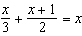 x/3 + (x + 1)/2 = x